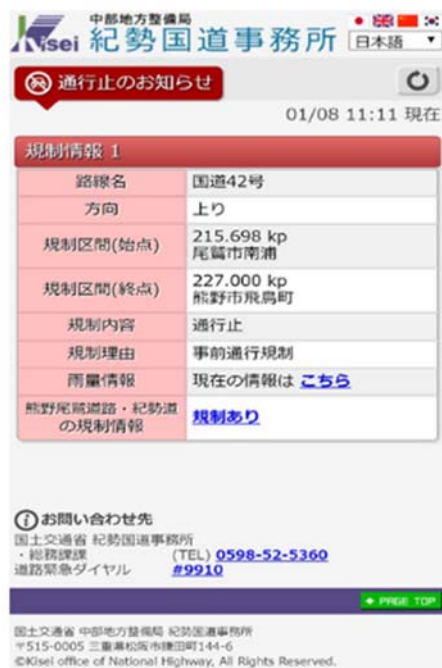 中部地方整備局
Kisei 紀勢国道事務所
日本語 ▼
通行止のお知らせ
01/08 11:11 現在
規制情報 1
路線名 国道42号
方向 上り
規制区間(始点) 215.698 kp
尾鷲市南浦
規制区間(終点) 227.000 kp
熊野市飛鳥町
規制内容 通行止
規制理由 事前通行規制
雨量情報 現在の情報は こちら
熊野尾鷲道路・紀勢道
の規制情報 規制あり
お問い合わせ先
国土交通省 紀勢国道事務所
・総務課課 (TEL) 0598-52-5360
道路緊急ダイヤル #9910
PAGE TOP
国土交通省 中部地方整備局 紀勢国道事務所
〒515-0005 三重県松阪市鎌田町144-6
©Kisei office of National Highway, All Rights Reserved.